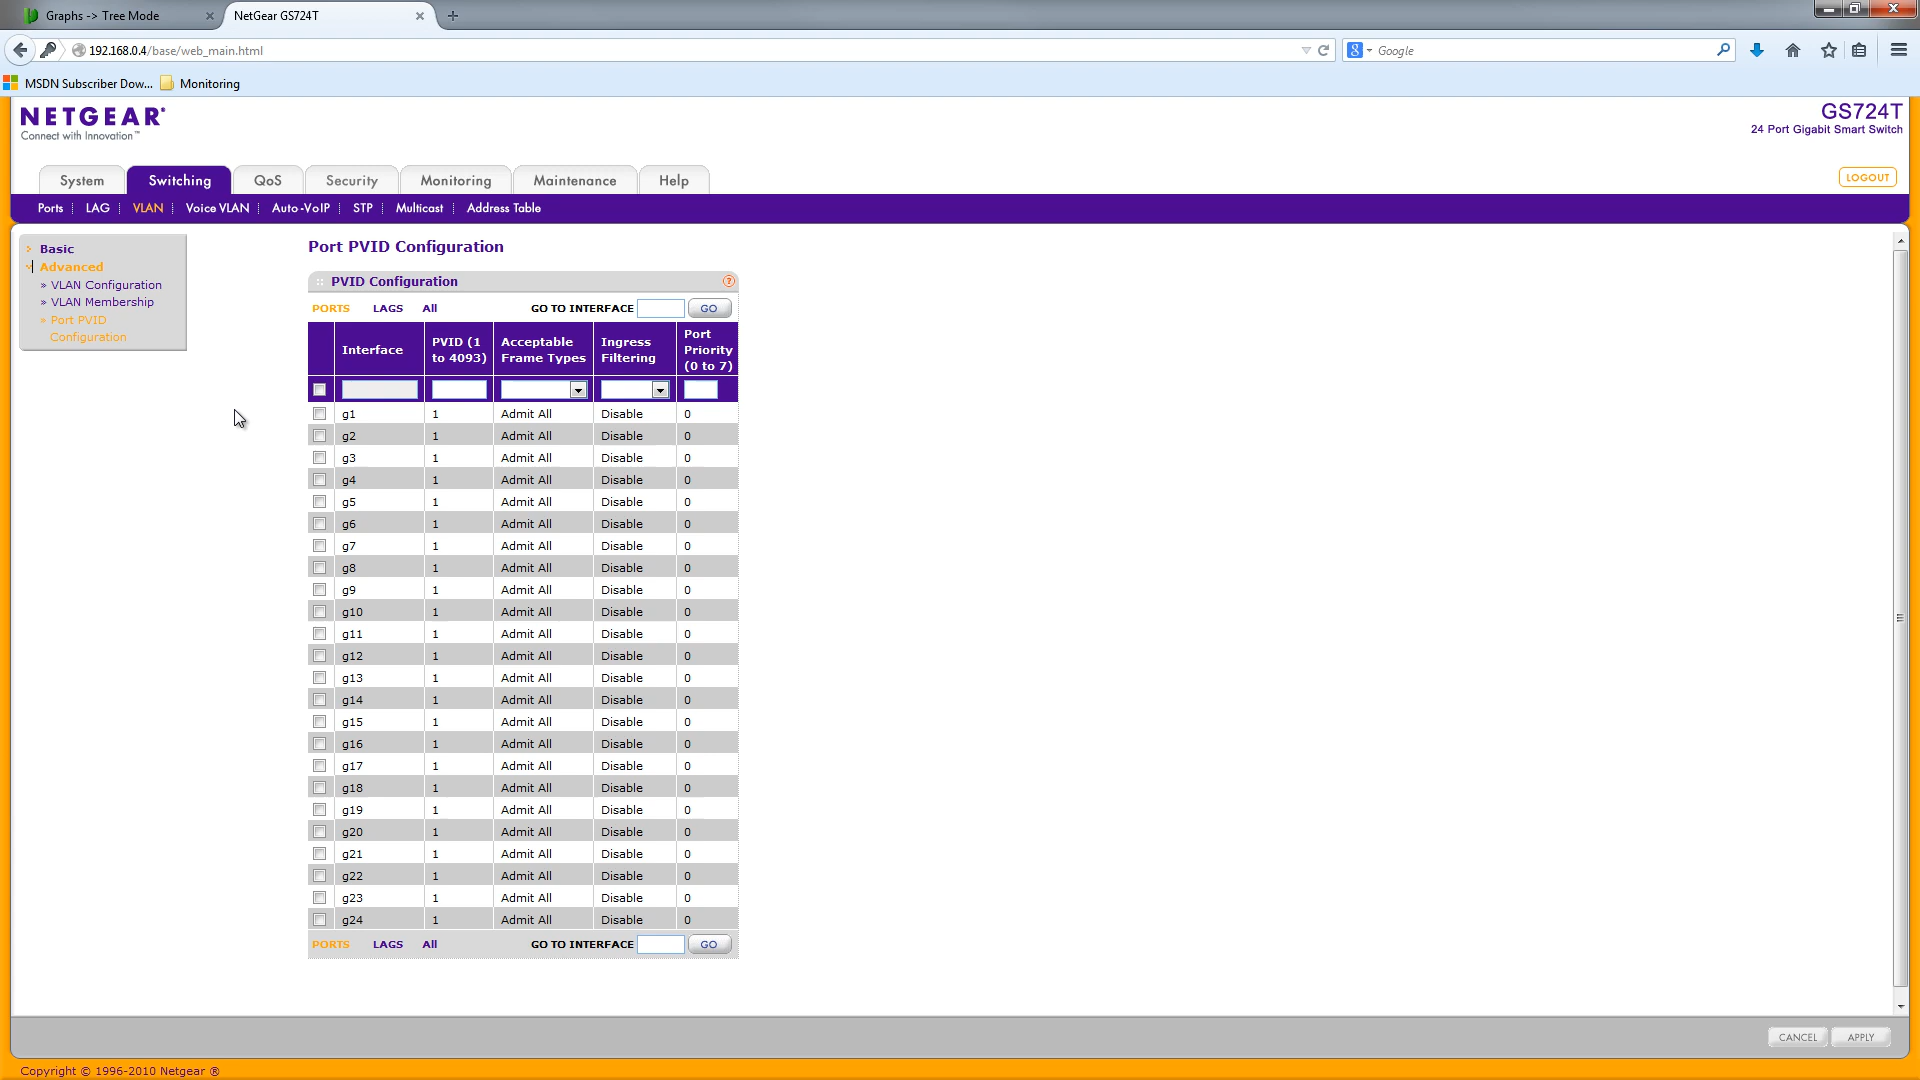 Graphs -> Tree Mode
NetGear GS724T
192.168.0.4/base/web_main.html
Google
MSDN Subscriber Dow...
Monitoring
NETGEAR®
Connect with Innovation™
GS724T
24 Port Gigabit Smart Switch
System
Switching
QoS
Security
Monitoring
Maintenance
Help
LOGOUT
Ports
LAG
VLAN
Voice VLAN
Auto-VoIP
STP
Multicast
Address Table
Basic
Advanced
» VLAN Configuration
» VLAN Membership
» Port PVID
Configuration
Port PVID Configuration
PVID Configuration
PORTS LAGS All GO TO INTERFACE GO
Interface PVID (1 to 4093) Acceptable Frame Types Ingress Filtering Port Priority (0 to 7)
g1 1 Admit All Disable 0
g2 1 Admit All Disable 0
g3 1 Admit All Disable 0
g4 1 Admit All Disable 0
g5 1 Admit All Disable 0
g6 1 Admit All Disable 0
g7 1 Admit All Disable 0
g8 1 Admit All Disable 0
g9 1 Admit All Disable 0
g10 1 Admit All Disable 0
g11 1 Admit All Disable 0
g12 1 Admit All Disable 0
g13 1 Admit All Disable 0
g14 1 Admit All Disable 0
g15 1 Admit All Disable 0
g16 1 Admit All Disable 0
g17 1 Admit All Disable 0
g18 1 Admit All Disable 0
g19 1 Admit All Disable 0
g20 1 Admit All Disable 0
g21 1 Admit All Disable 0
g22 1 Admit All Disable 0
g23 1 Admit All Disable 0
g24 1 Admit All Disable 0
PORTS LAGS All GO TO INTERFACE GO
CANCEL
APPLY
Copyright © 1996-2010 Netgear ®